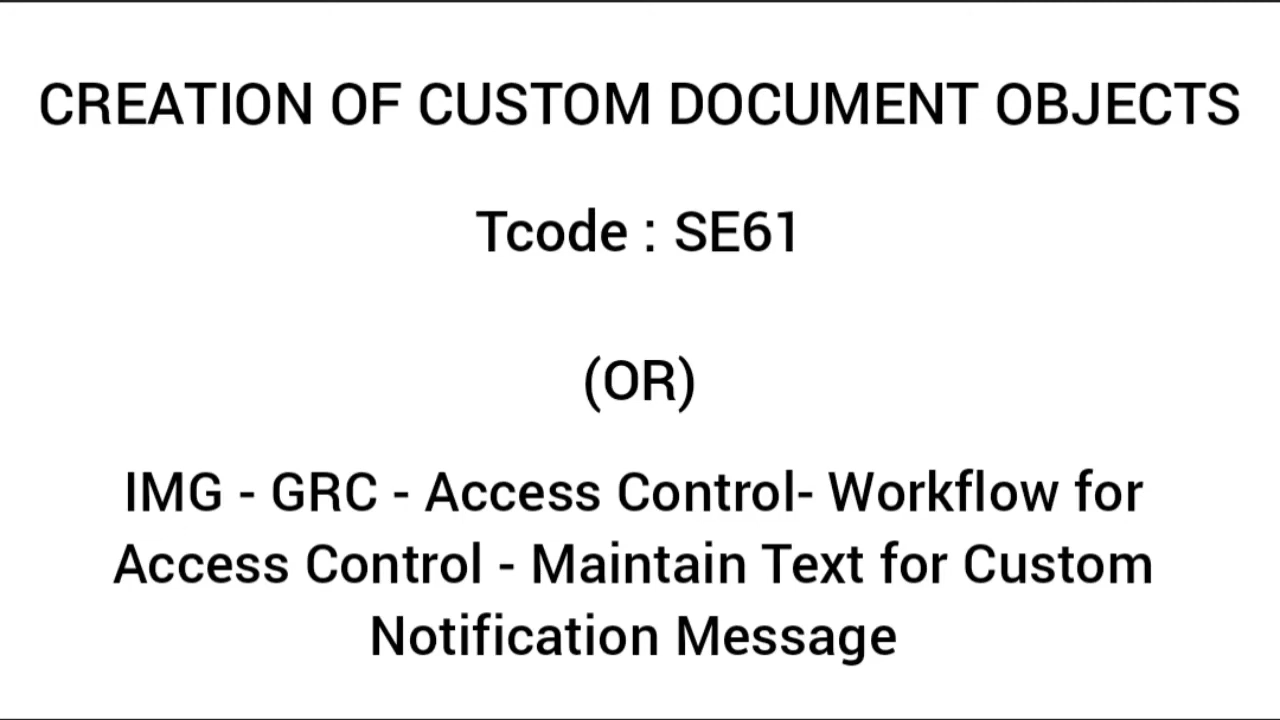 CREATION OF CUSTOM DOCUMENT OBJECTS
Tcode : SE61
(OR)
IMG - GRC - Access Control- Workflow for
Access Control - Maintain Text for Custom
Notification Message